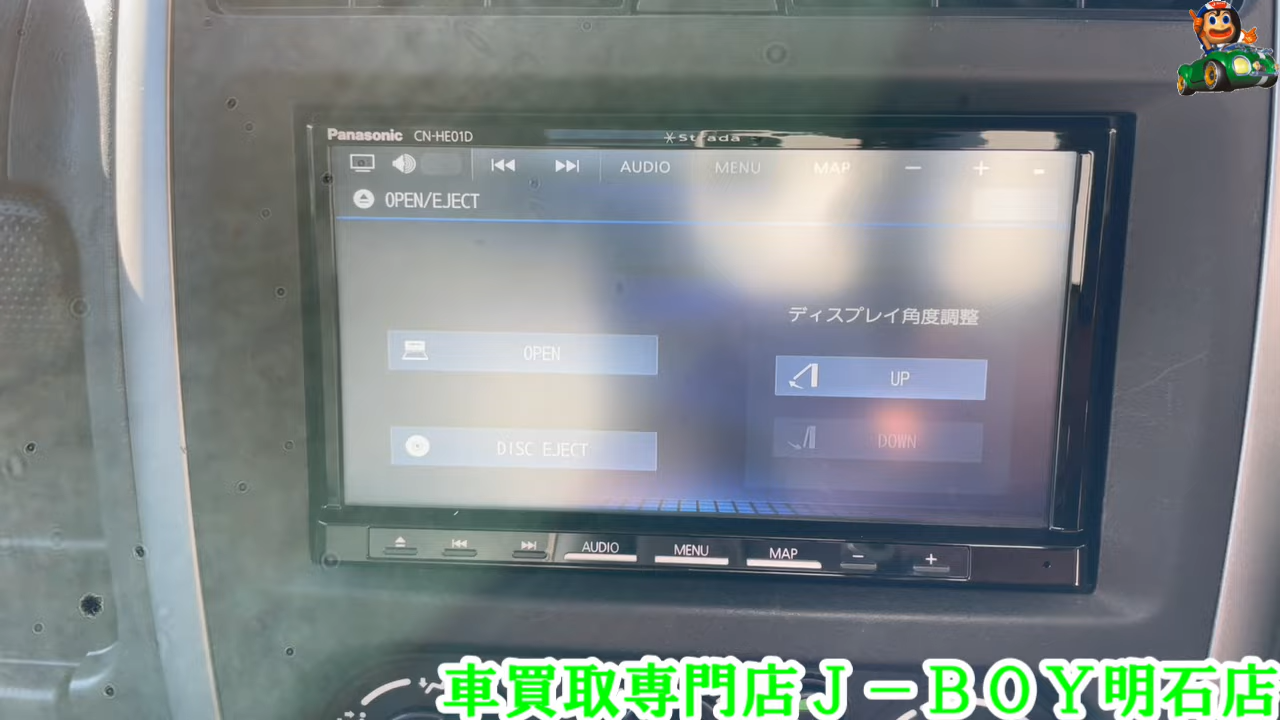 Panasonic CN-HE01D Strada
AUDIO MENU MAP － ＋
OPEN/EJECT
ディスプレイ角度調整
OPEN
UP
DISC EJECT
DOWN
AUDIO MENU MAP － ＋
車買取専門店Ｊ－ＢＯＹ明石店